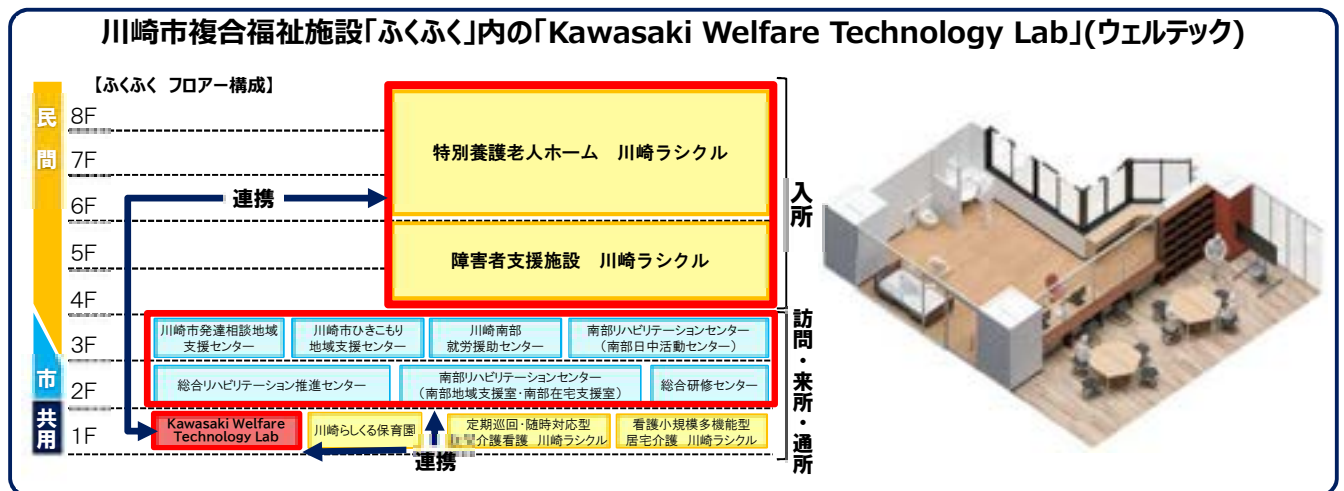 川崎市複合福祉施設「ふくふく」内の「Kawasaki Welfare Technology Lab」(ウェルテック)
【ふくふく フロアー構成】
民間
8F
7F
6F
5F
4F
特別養護老人ホーム 川崎ラシクル
連携
障害者支援施設 川崎ラシクル
入所
市
3F
川崎市発達相談地域
支援センター
川崎市ひきこもり
地域支援センター
川崎南部
就労援助センター
南部リハビリテーションセンター
(南部日中活動センター)
2F
総合リハビリテーション推進センター
南部リハビリテーションセンター
(南部地域支援室・南部在宅支援室)
総合研修センター
共用
1F
Kawasaki Welfare
Technology Lab
川崎らしくる保育園
定期巡回・随時対応型
介護看護 川崎ラシクル
看護小規模多機能型
居宅介護 川崎ラシクル
連携
訪問・来所・通所